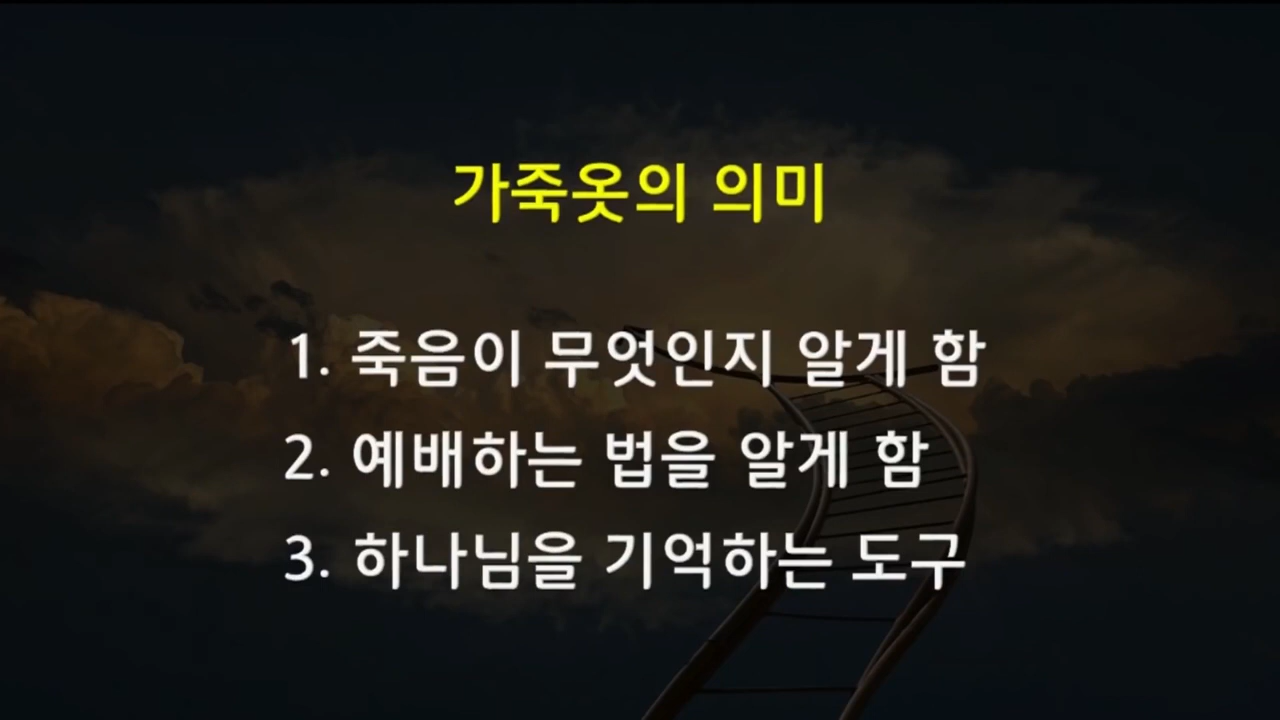 가죽옷의 의미
1. 죽음이 무엇인지 알게 함
2. 예배하는 법을 알게 함
3. 하나님을 기억하는 도구